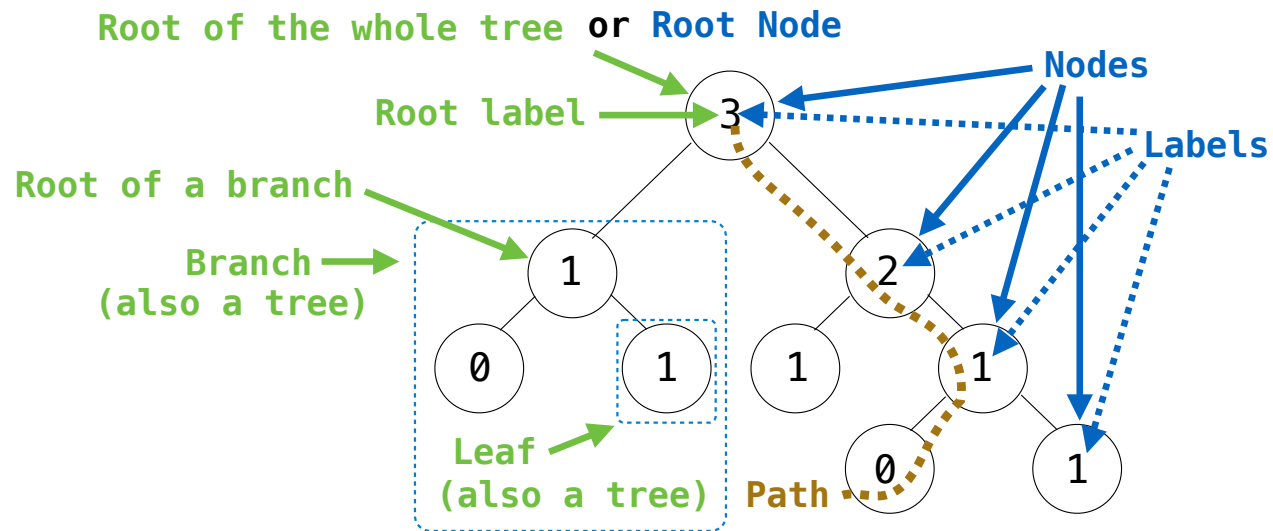 Root of the whole tree or Root Node
Nodes
3
Root label
Labels
Root of a branch
Branch
(also a tree)
1
2
0
1
1
1
Leaf
(also a tree)
Path
0
1